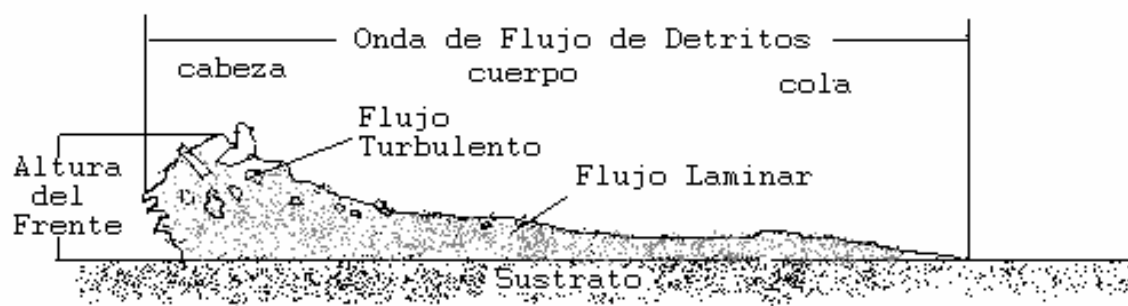 Onda de Flujo de Detritos
cabeza
cuerpo
cola
Flujo
Turbulento
Altura
del
Frente
Flujo Laminar
Sustrato